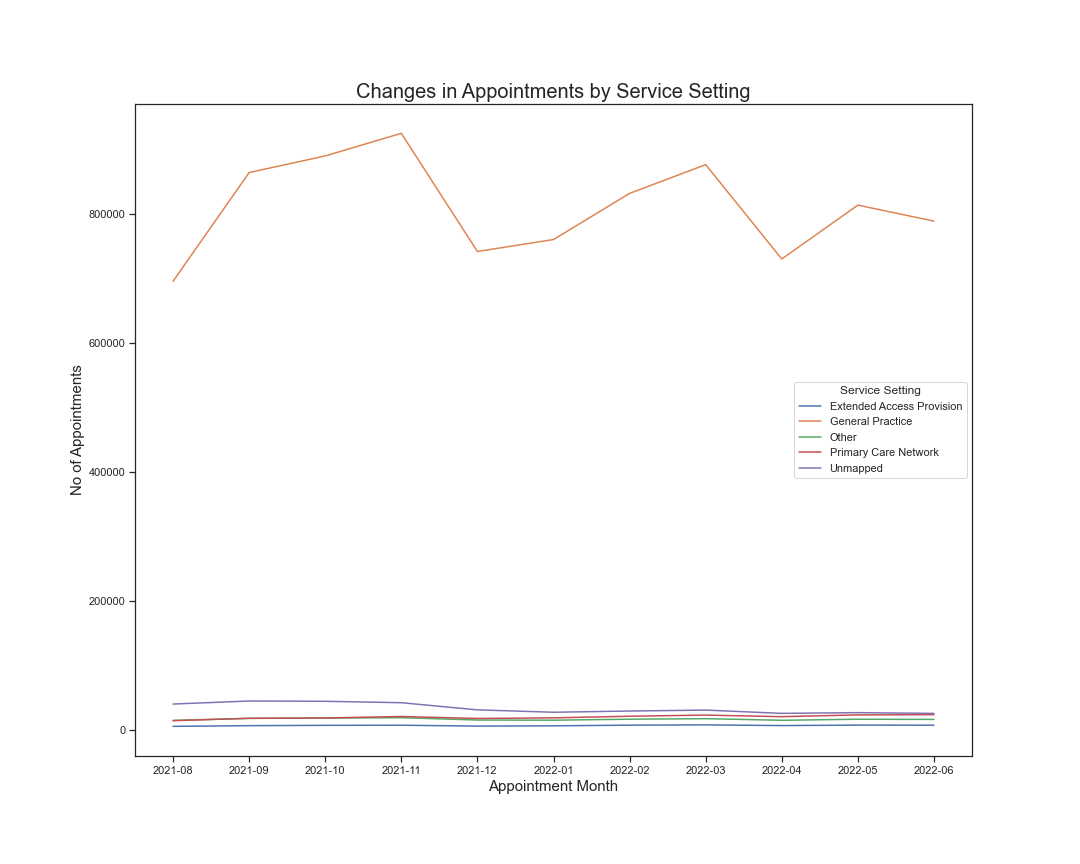 Changes in Appointments by Service Setting
No of Appointments
800000
600000
400000
200000
0
Service Setting
Extended Access Provision
General Practice
Other
Primary Care Network
Unmapped
2021-08 2021-09 2021-10 2021-11 2021-12 2022-01 2022-02 2022-03 2022-04 2022-05 2022-06
Appointment Month